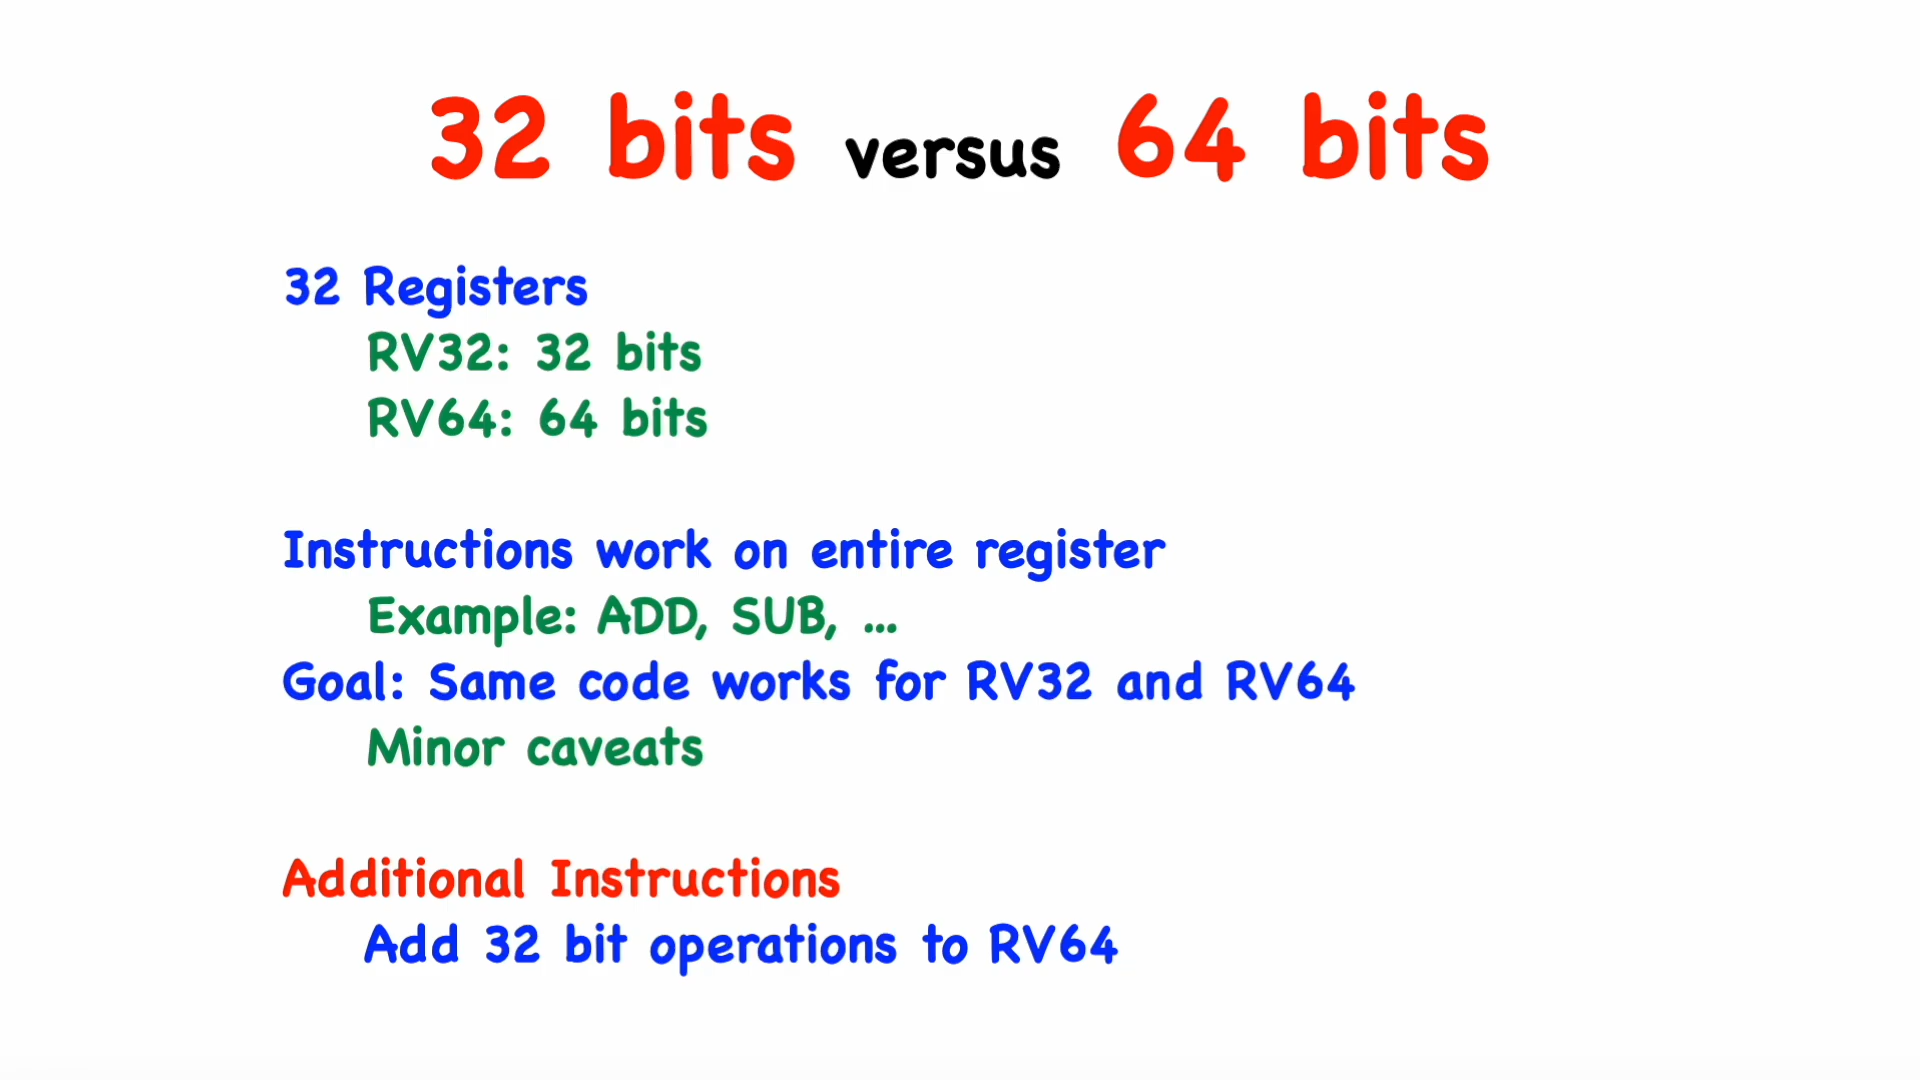 32 bits versus 64 bits
32 Registers
RV32: 32 bits
RV64: 64 bits
Instructions work on entire register
Example: ADD, SUB, ...
Goal: Same code works for RV32 and RV64
Minor caveats
Additional Instructions
Add 32 bit operations to RV64